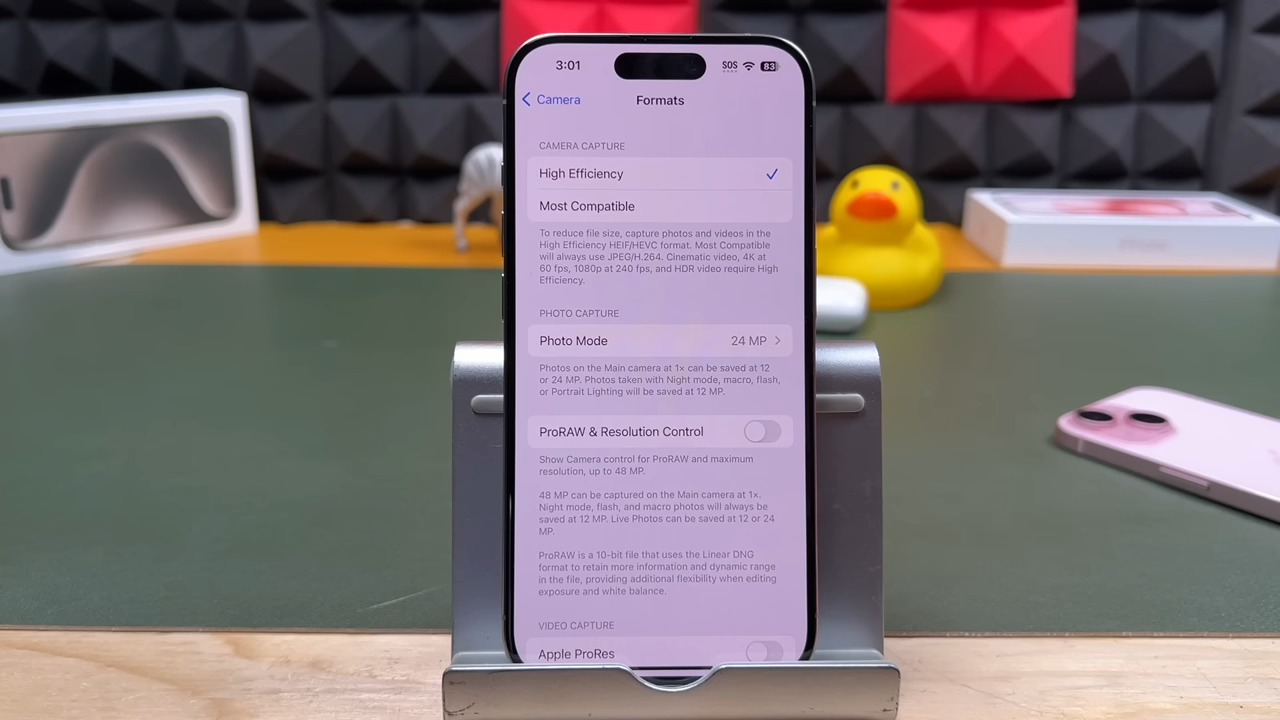 3:01
SOS
83
Camera
Formats
CAMERA CAPTURE
High Efficiency
Most Compatible
To reduce file size, capture photos and videos in the
High Efficiency HEIF/HEVC format. Most Compatible
will always use JPEG/H.264. Cinematic video, 4K at
60 fps, 1080p at 240 fps, and HDR video require High
Efficiency.
PHOTO CAPTURE
Photo Mode
24 MP
Photos on the Main camera at 1× can be saved at 12
or 24 MP. Photos taken with Night mode, macro, flash,
or Portrait Lighting will be saved at 12 MP.
ProRAW & Resolution Control
Show Camera control for ProRAW and maximum
resolution, up to 48 MP.
48 MP can be captured on the Main camera at 1×.
Night mode, flash, and macro photos will always be
saved at 12 MP. Live Photos can be saved at 12 or 24
MP.
ProRAW is a 10-bit file that uses the Linear DNG
format to retain more information and dynamic range
in the file, providing additional flexibility when editing
exposure and white balance.
VIDEO CAPTURE
Apple ProRes